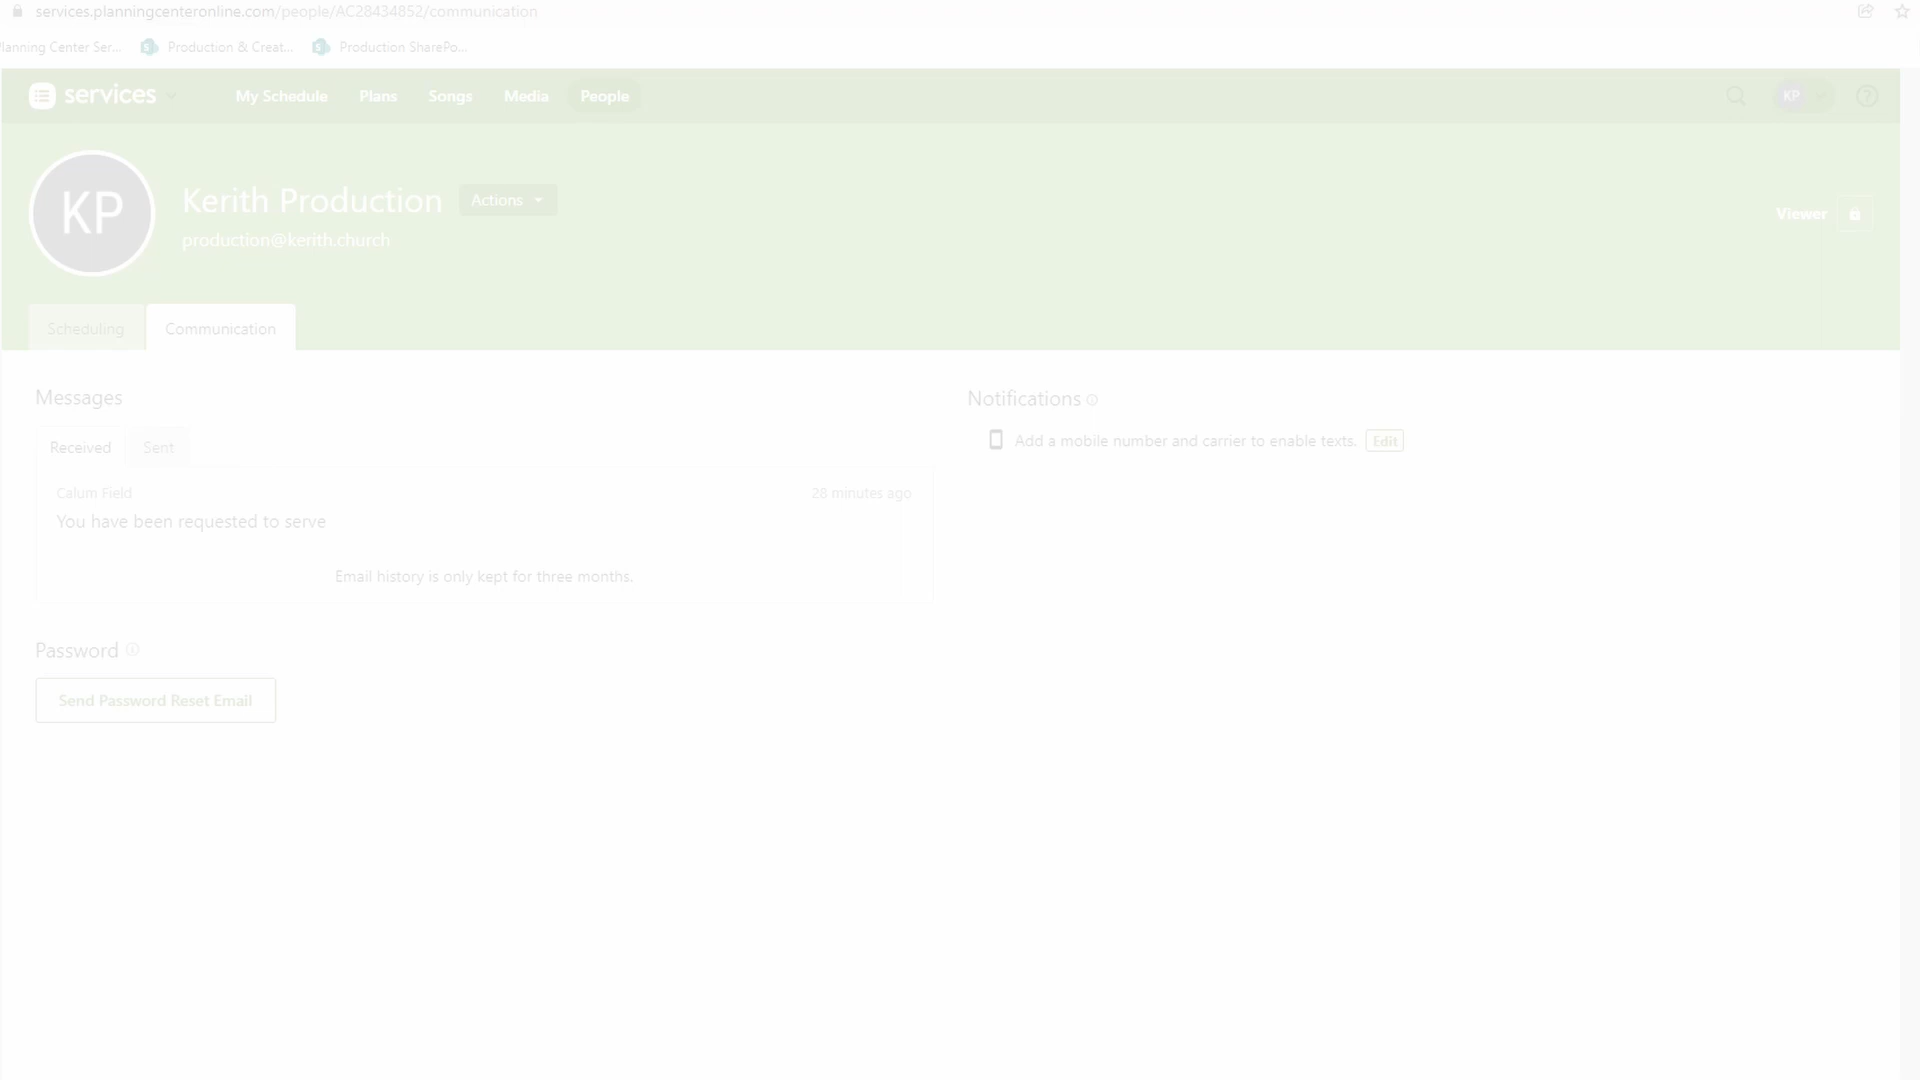 services.planningcenteronline.com/people/AC28434852/communication
lanning Center Ser... Production & Creat... Production SharePo...
services My Schedule Plans Songs Media People KP
KP
Kerith Production Actions
production@kerith.church
Viewer
Scheduling Communication
Messages
Received Sent
Calum Field 28 minutes ago
You have been requested to serve
Email history is only kept for three months.
Password
Send Password Reset Email
Notifications
Add a mobile number and carrier to enable texts. Edit